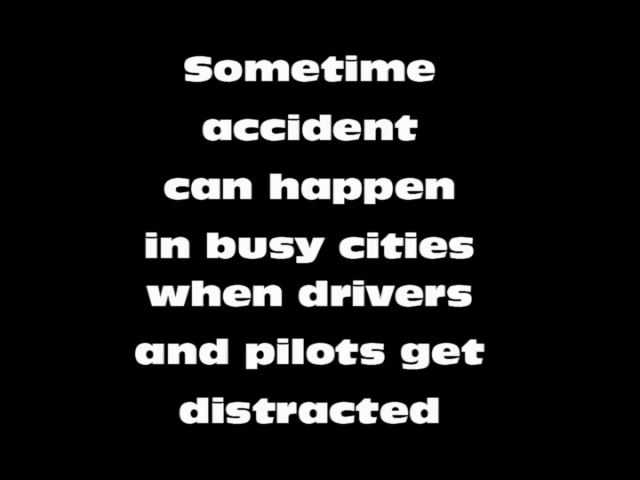 Sometime
accident
can happen
in busy cities
when drivers
and pilots get
distracted